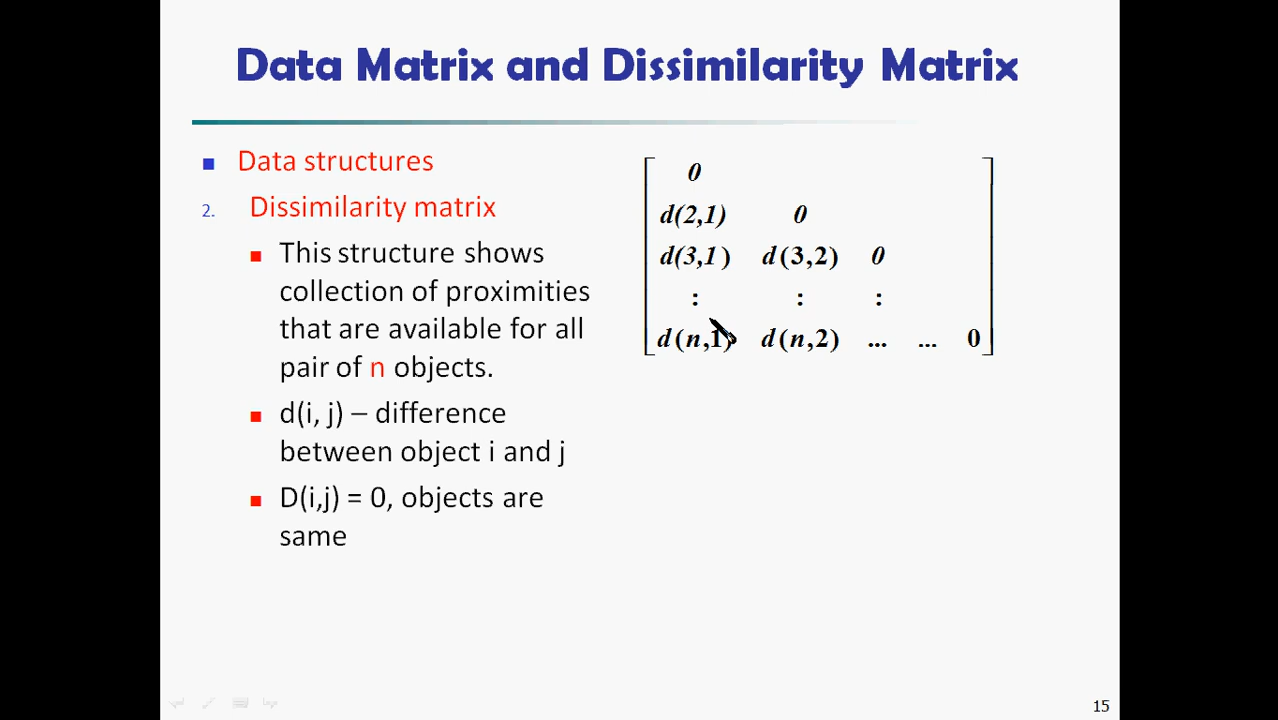 Data Matrix and Dissimilarity Matrix
Data structures
2. Dissimilarity matrix
This structure shows
collection of proximities
that are available for all
pair of n objects.
d(i, j) – difference
between object i and j
D(i,j) = 0, objects are
same
0
d(2,1) 0
d(3,1) d(3,2) 0
: : :
d(n,1) d(n,2) ... ... 0
15